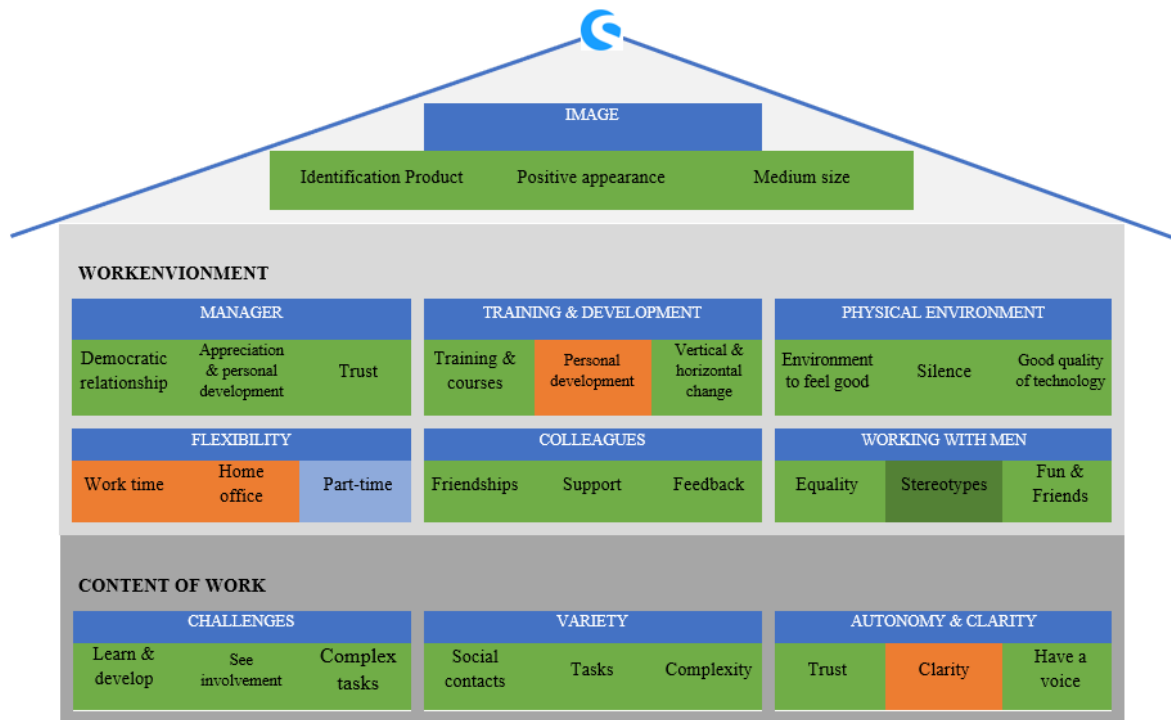 IMAGE
Identification Product Positive appearance Medium size
WORKENVIONMENT
MANAGER TRAINING & DEVELOPMENT PHYSICAL ENVIRONMENT
Democratic
relationship
Appreciation
& personal
development
Trust
Training &
courses
Personal
development
Vertical &
horizontal
change
Environment
to feel good
Silence
Good quality
of technology
FLEXIBILITY COLLEAGUES WORKING WITH MEN
Work time
Home
office
Part-time
Friendships
Support
Feedback
Equality
Stereotypes
Fun &
Friends
CONTENT OF WORK
CHALLENGES VARIETY AUTONOMY & CLARITY
Learn &
develop
See
involvement
Complex
tasks
Social
contacts
Tasks
Complexity
Trust
Clarity
Have a
voice